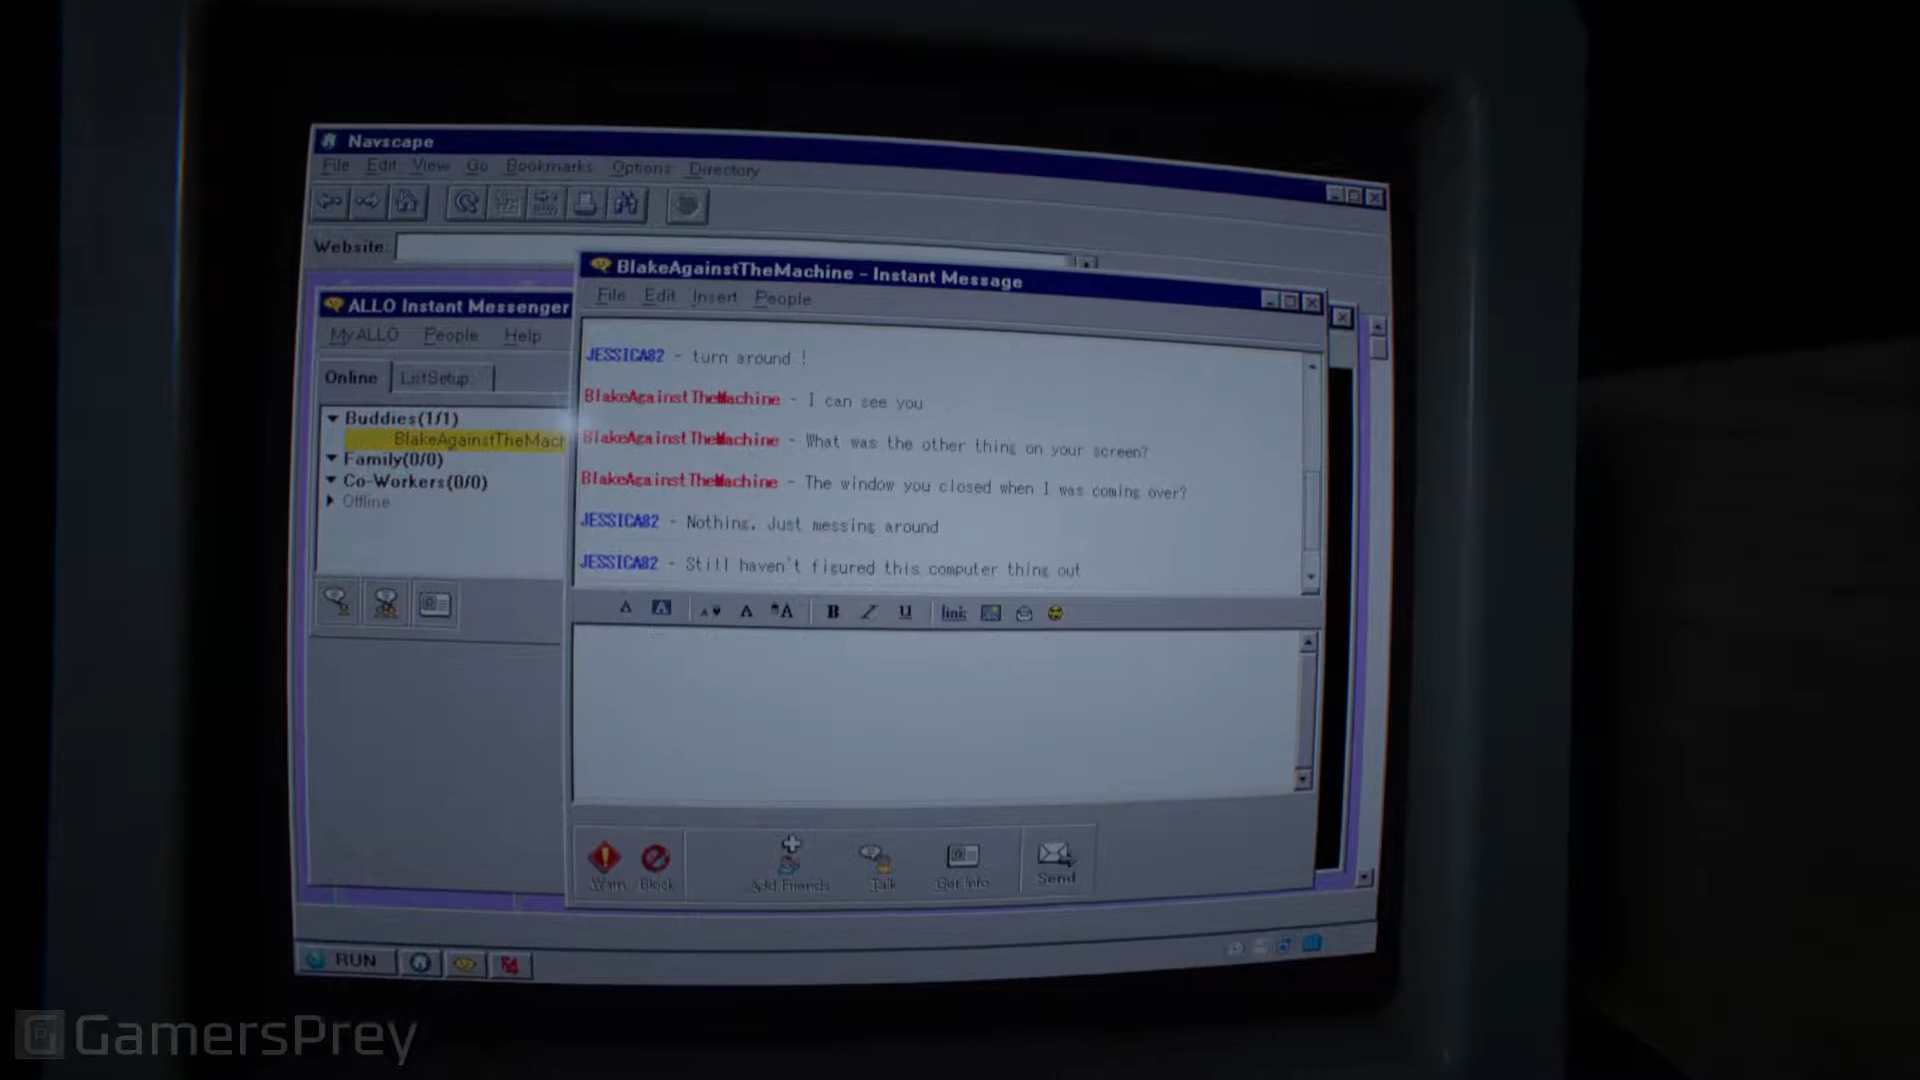 Navscape
File Edit View Go Bookmarks Options Directory
Website:
BlakeAgainstTheMachine - Instant Message
File Edit Insert People
ALLO Instant Messenger
My ALLO People Help
Online ListSetup
Buddies(1/1)
BlakeAgainstTheMach
Family(0/0)
Co-Workers(0/0)
Offline
JESSICA82 - turn around !
BlakeAgainstTheMachine - I can see you
BlakeAgainstTheMachine - What was the other thing on your screen?
BlakeAgainstTheMachine - The window you closed when I was coming over?
JESSICA82 - Nothing. Just messing around
JESSICA82 - Still haven't figured this computer thing out
A A A A A B I U link
Warn Block Add Friends Talk Get Info Send
RUN
GamersPrey